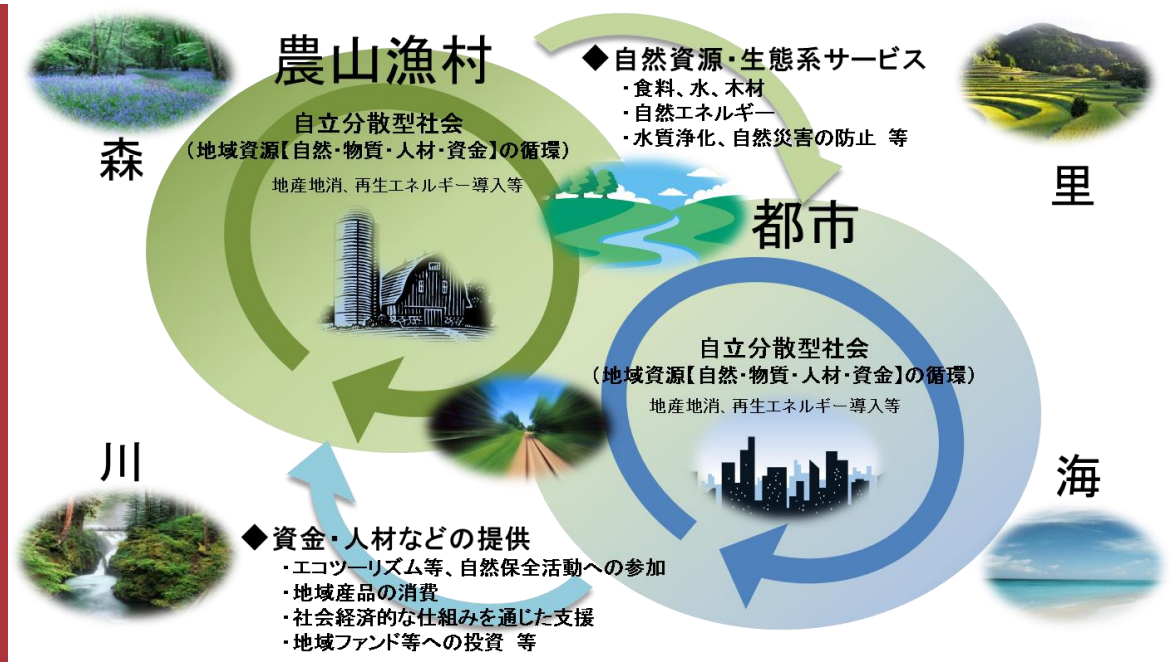 農山漁村
自立分散型社会
（地域資源【自然・物質・人材・資金】の循環）
地産地消、再生エネルギー導入等
◆自然資源・生態系サービス
・食料、水、木材
・自然エネルギー
・水質浄化、自然災害の防止 等
森
里
都市
自立分散型社会
（地域資源【自然・物質・人材・資金】の循環）
地産地消、再生エネルギー導入等
川
海
◆資金・人材などの提供
・エコツーリズム等、自然保全活動への参加
・地域産品の消費
・社会経済的な仕組みを通じた支援
・地域ファンド等への投資 等